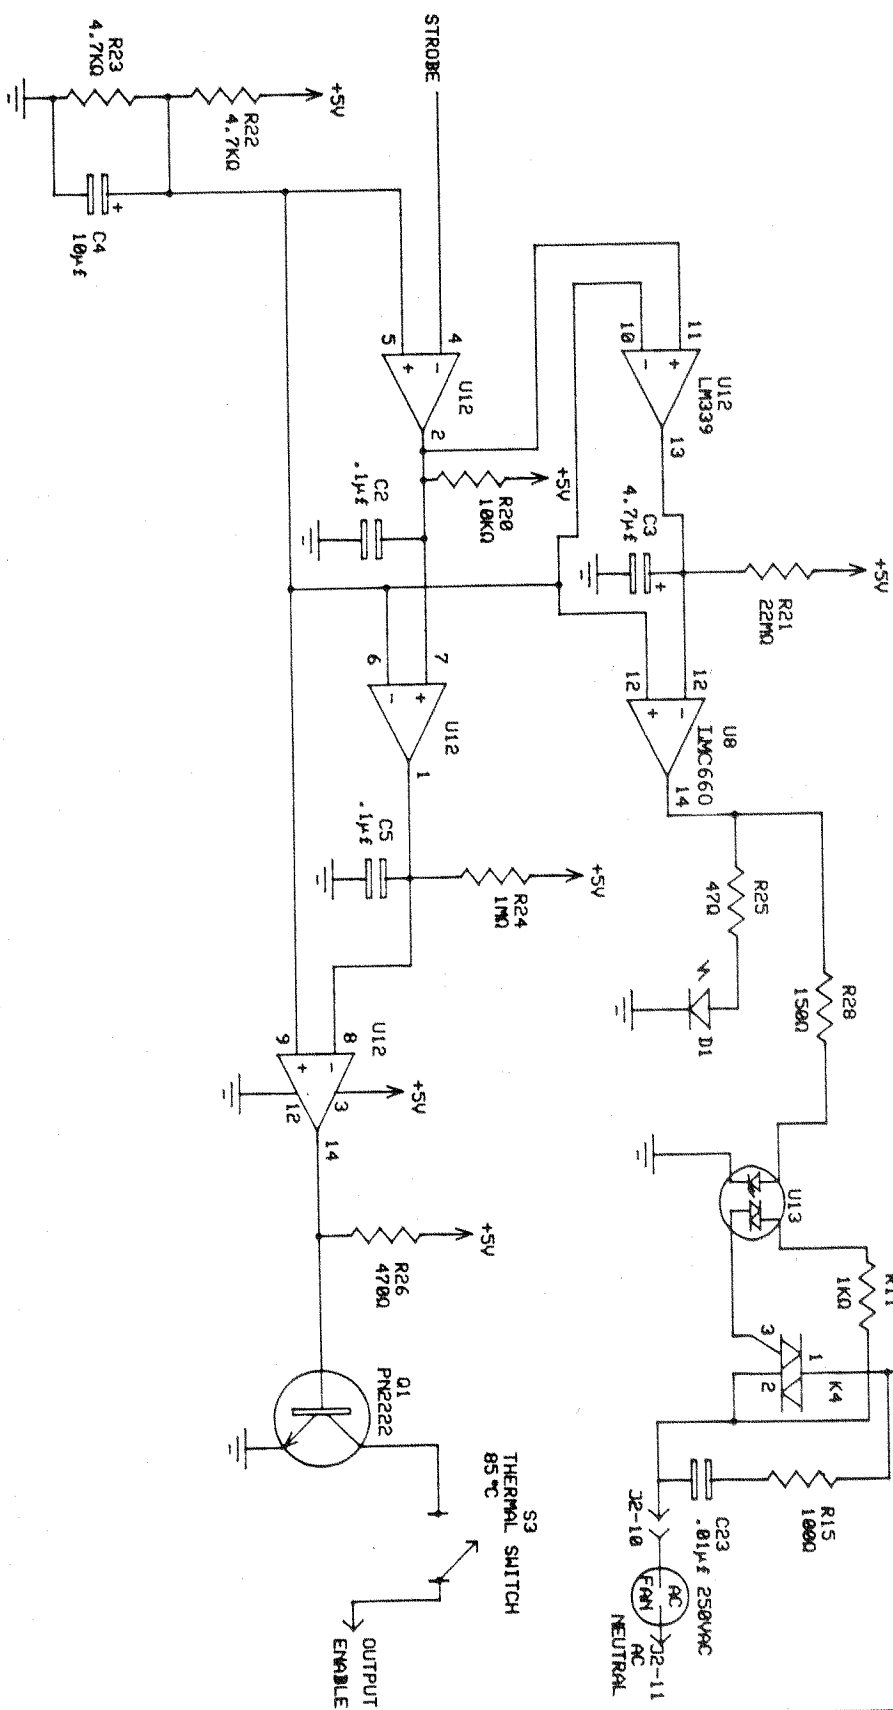 STROBE
+5V
R23
4.7KΩ
R22
4.7KΩ
+
C4
10µf
4
5
-
+
U12
2
11
10
+
-
U12
LM339
13
+5V
R20
10KΩ
C2
.1µf
C3
4.7µf
+
+5V
R21
22MΩ
7
6
+
-
U12
1
12
12
-
+
U8
LMC660
14
+5V
R24
1MΩ
C5
.1µf
R25
47Ω
D1
R28
150Ω
8
9
-
+
U12
3
12
+5V
14
+5V
R26
470Ω
Q1
PN2222
U13
1KΩ
3
1
2
K4
R15
100Ω
C23
.01µf 250VAC
J2-10
AC
FAN
J2-11
AC
NEUTRAL
S3
THERMAL SWITCH
85°C
OUTPUT
ENABLE